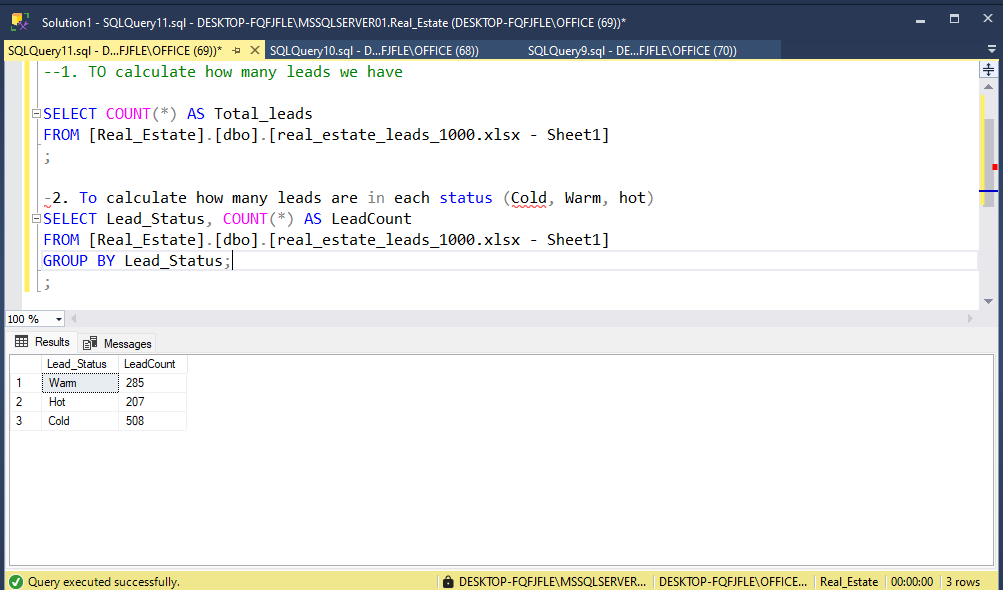 Solution1 - SQLQuery11.sql - DESKTOP-FQFJFLE\MSSQLSERVER01.Real_Estate (DESKTOP-FQFJFLE\OFFICE (69))*
SQLQuery11.sql - D...FJFLE\OFFICE (69))* SQLQuery10.sql - D...FJFLE\OFFICE (68)) SQLQuery9.sql - DE...FJFLE\OFFICE (70))
--1. TO calculate how many leads we have
SELECT COUNT(*) AS Total_leads
FROM [Real_Estate].[dbo].[real_estate_leads_1000.xlsx - Sheet1]
;
-2. To calculate how many leads are in each status (Cold, Warm, hot)
SELECT Lead_Status, COUNT(*) AS LeadCount
FROM [Real_Estate].[dbo].[real_estate_leads_1000.xlsx - Sheet1]
GROUP BY Lead_Status;
;
100 %
Results Messages
Lead_Status LeadCount
1 Warm 285
2 Hot 207
3 Cold 508
Query executed successfully. DESKTOP-FQFJFLE\MSSQLSERVER... DESKTOP-FQFJFLE\OFFICE... Real_Estate 00:00:00 3 rows